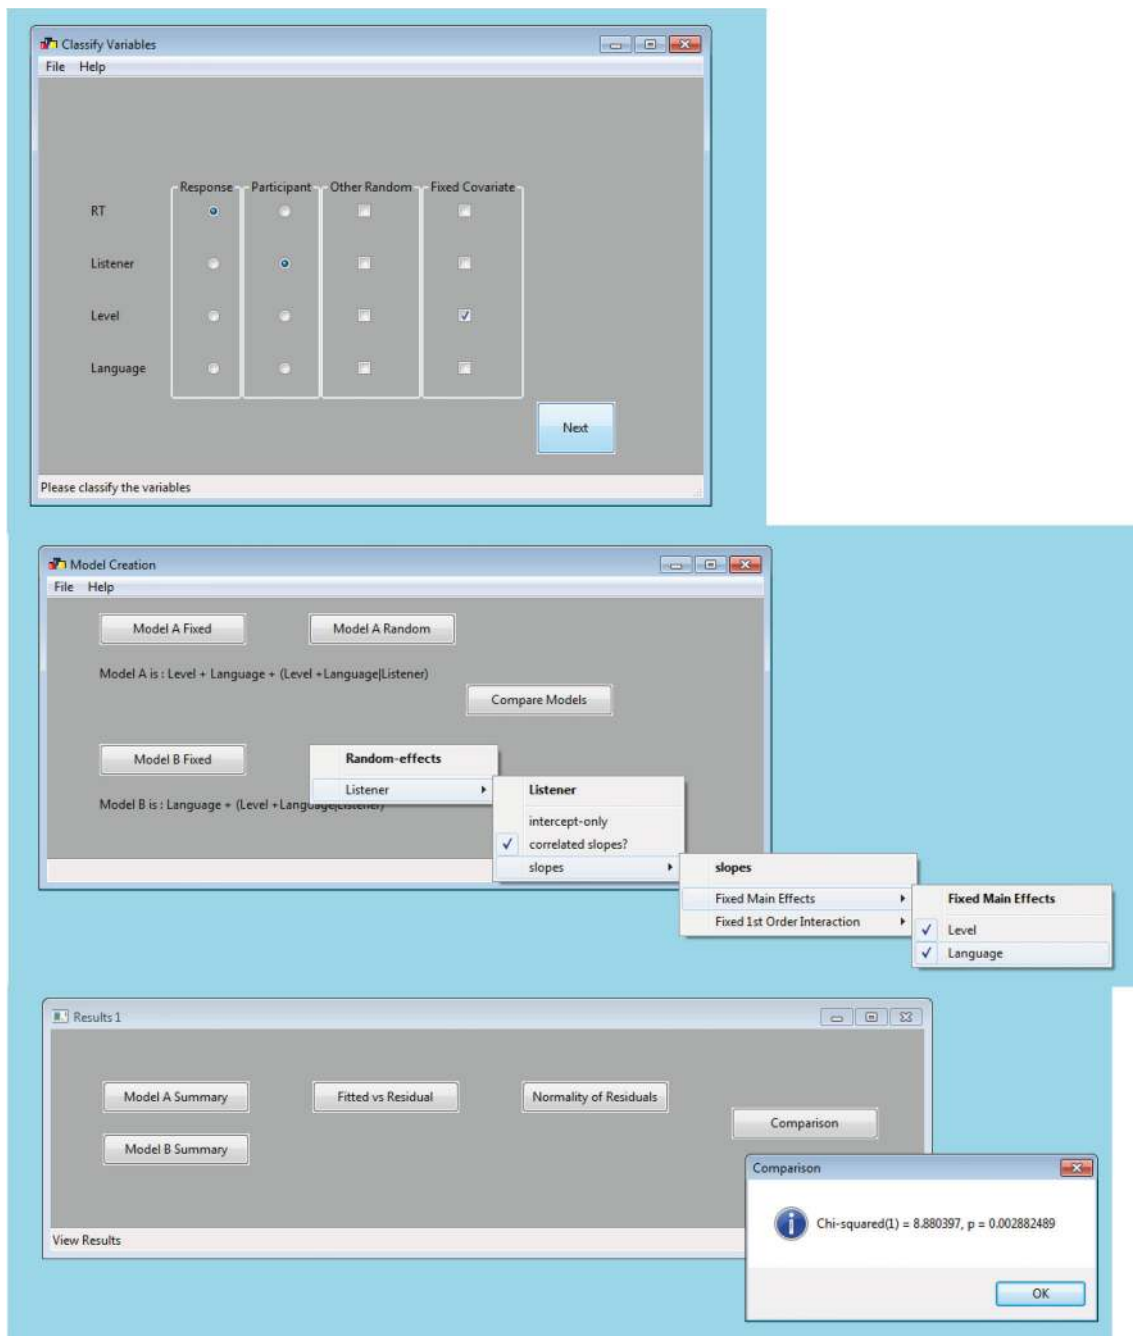 Classify Variables
File Help
Response Participant Other Random Fixed Covariate
RT
Listener
Level
Language
Next
Please classify the variables
Model Creation
File Help
Model A Fixed Model A Random
Model A is : Level + Language + (Level +Language|Listener)
Compare Models
Model B Fixed
Random-effects
Listener
Model B is : Language + (Level +Language|Listener)
Listener
intercept-only
correlated slopes?
slopes
slopes
Fixed Main Effects
Fixed 1st Order Interaction
Fixed Main Effects
Level
Language
Results 1
Model A Summary Fitted vs Residual Normality of Residuals
Comparison
Model B Summary
View Results
Comparison
Chi-squared(1) = 8.880397, p = 0.002882489
OK